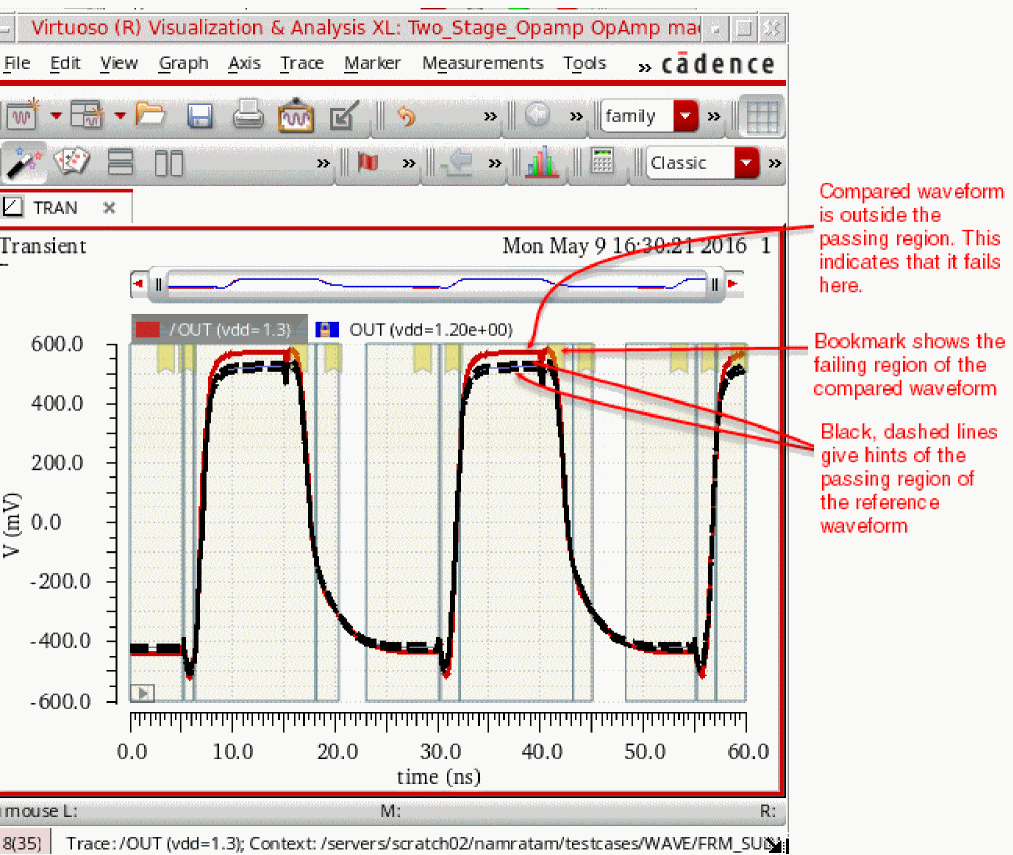 Virtuoso (R) Visualization & Analysis XL: Two_Stage_Opamp OpAmp
File Edit View Graph Axis Trace Marker Measurements Tools » cādence
» » family »
» » » Classic »
TRAN
Transient Mon May 9 16:30:21 2016 1
/OUT (vdd=1.3) OUT (vdd=1.20e+00)
600.0
400.0
200.0
0.0
-200.0
-400.0
-600.0
V (mV)
0.0 10.0 20.0 30.0 40.0 50.0 60.0
time (ns)
mouse L: M: R:
8(35) Trace: /OUT (vdd=1.3); Context: /servers/scratch02/namratam/testcases/WAVE/FRM_SU
Compared waveform
is outside the
passing region. This
indicates that it fails
here.
Bookmark shows the
failing region of the
compared waveform
Black, dashed lines
give hints of the
passing region of
the reference
waveform